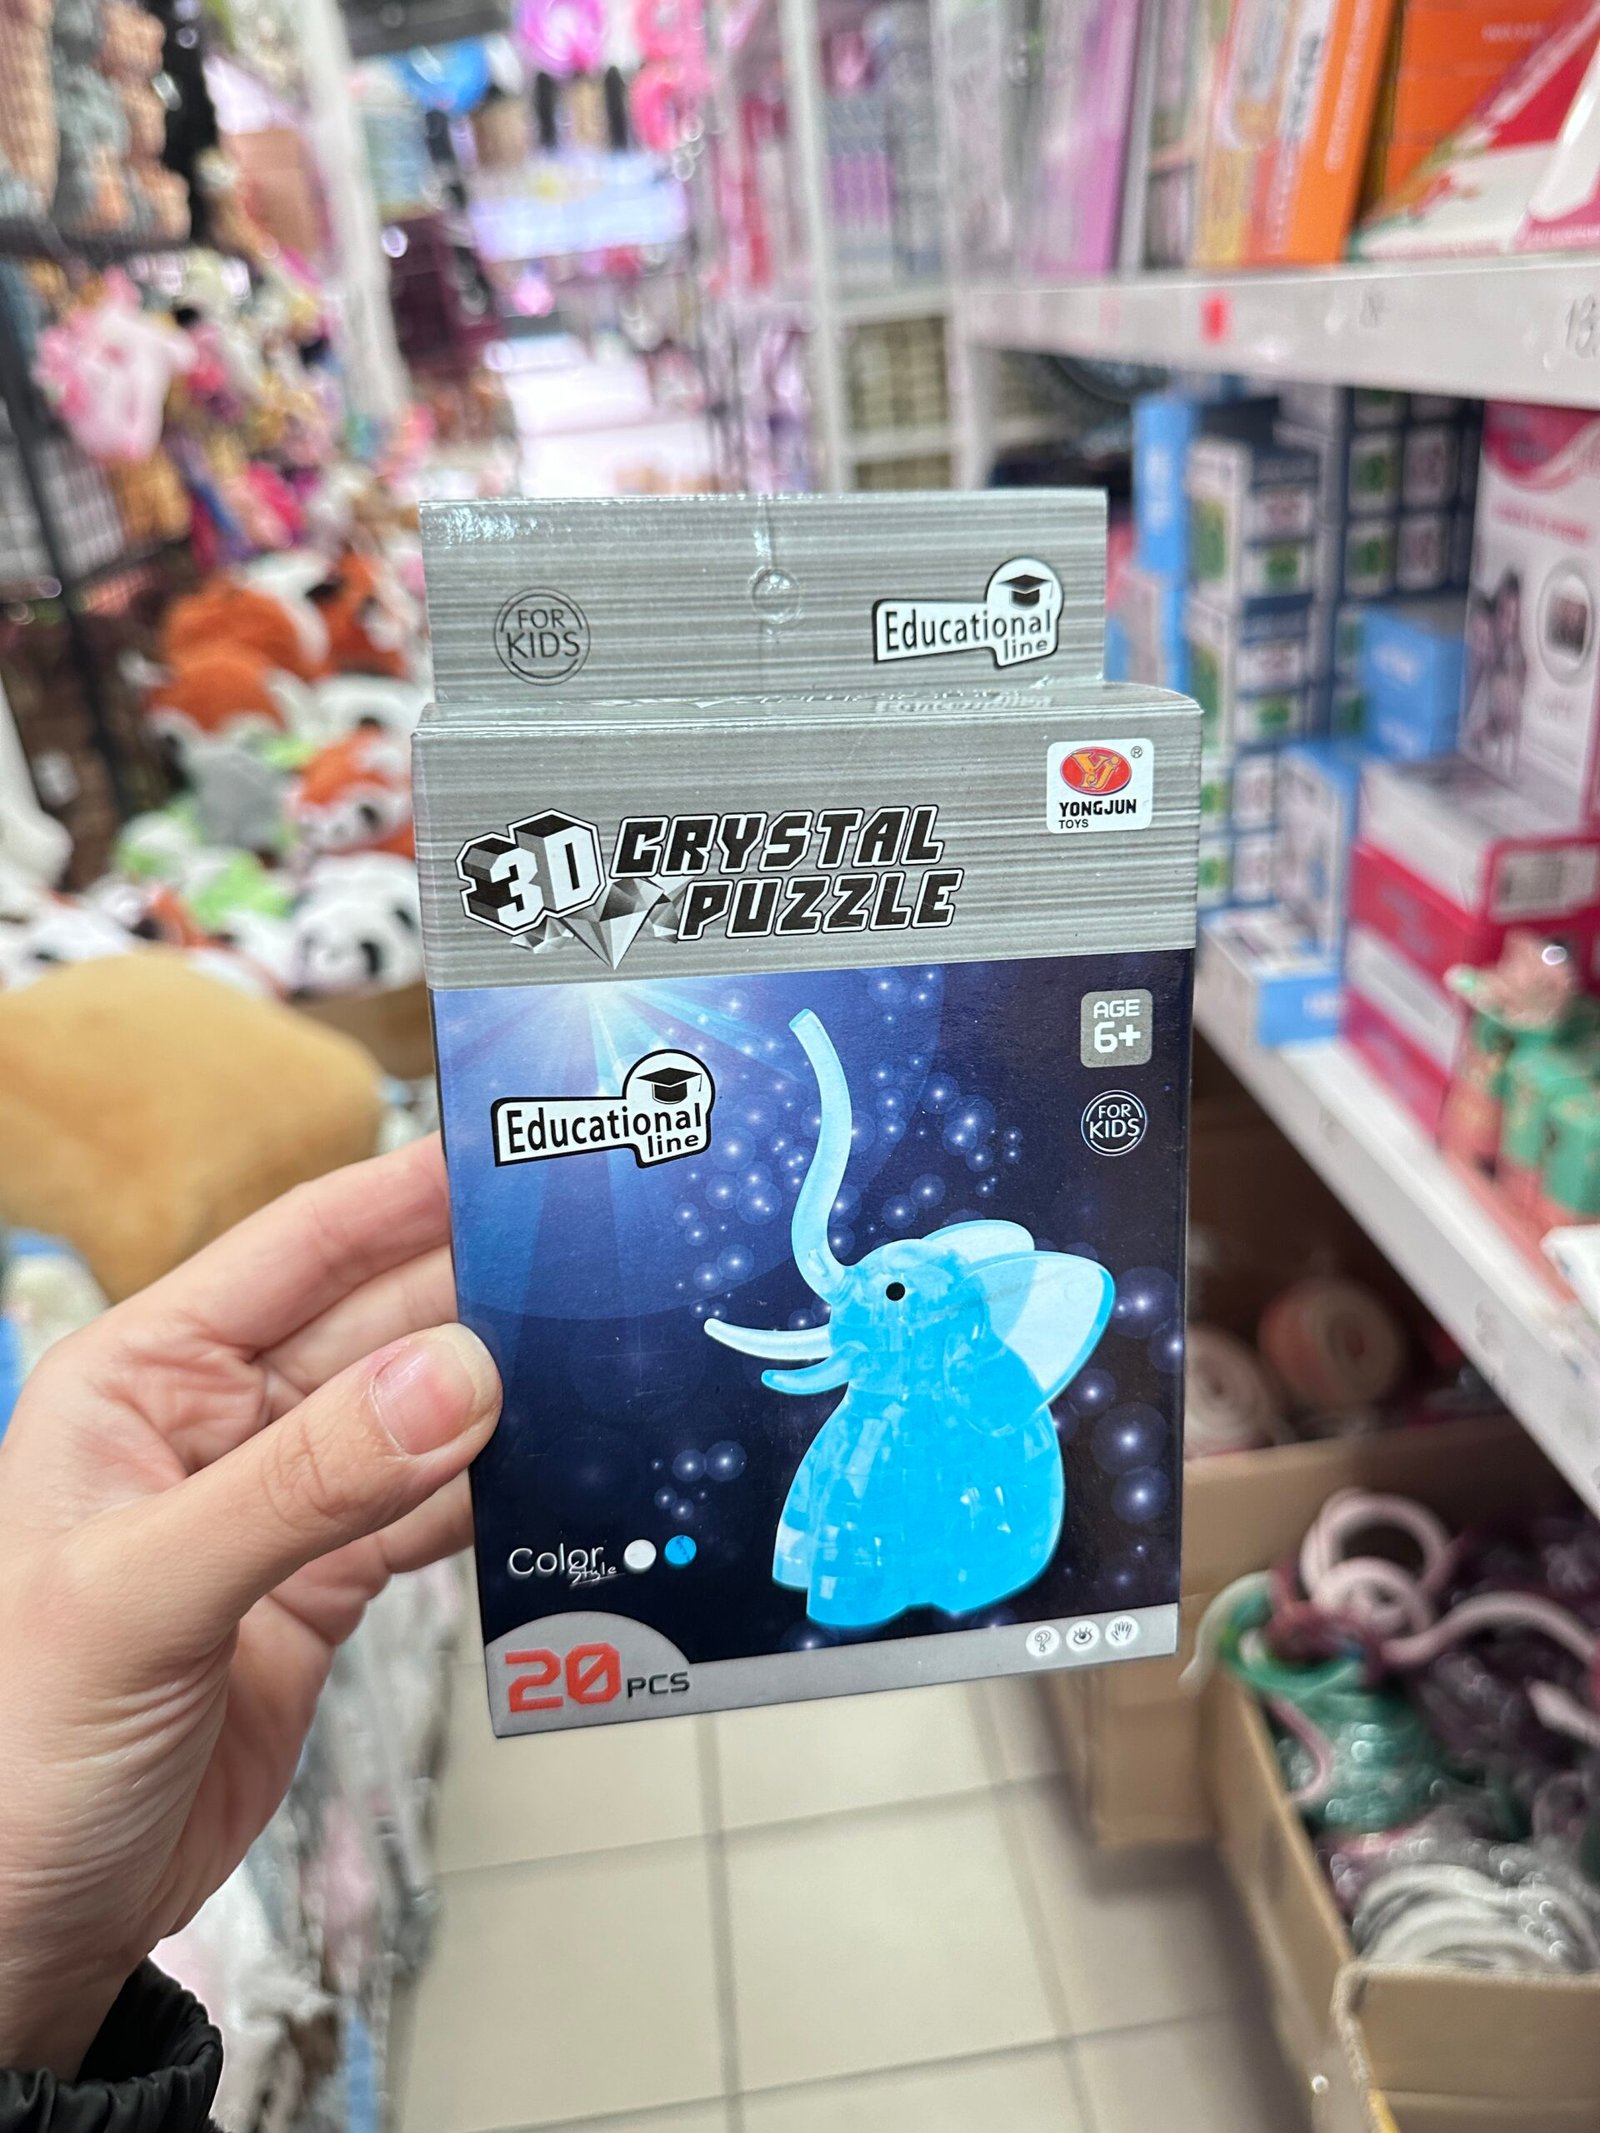 FOR
KIDS
Educational
line
Yj ®
YONGJUN
TOYS
3D CRYSTAL
PUZZLE
AGE
6+
Educational
line
FOR
KIDS
Color
Style
20 PCS